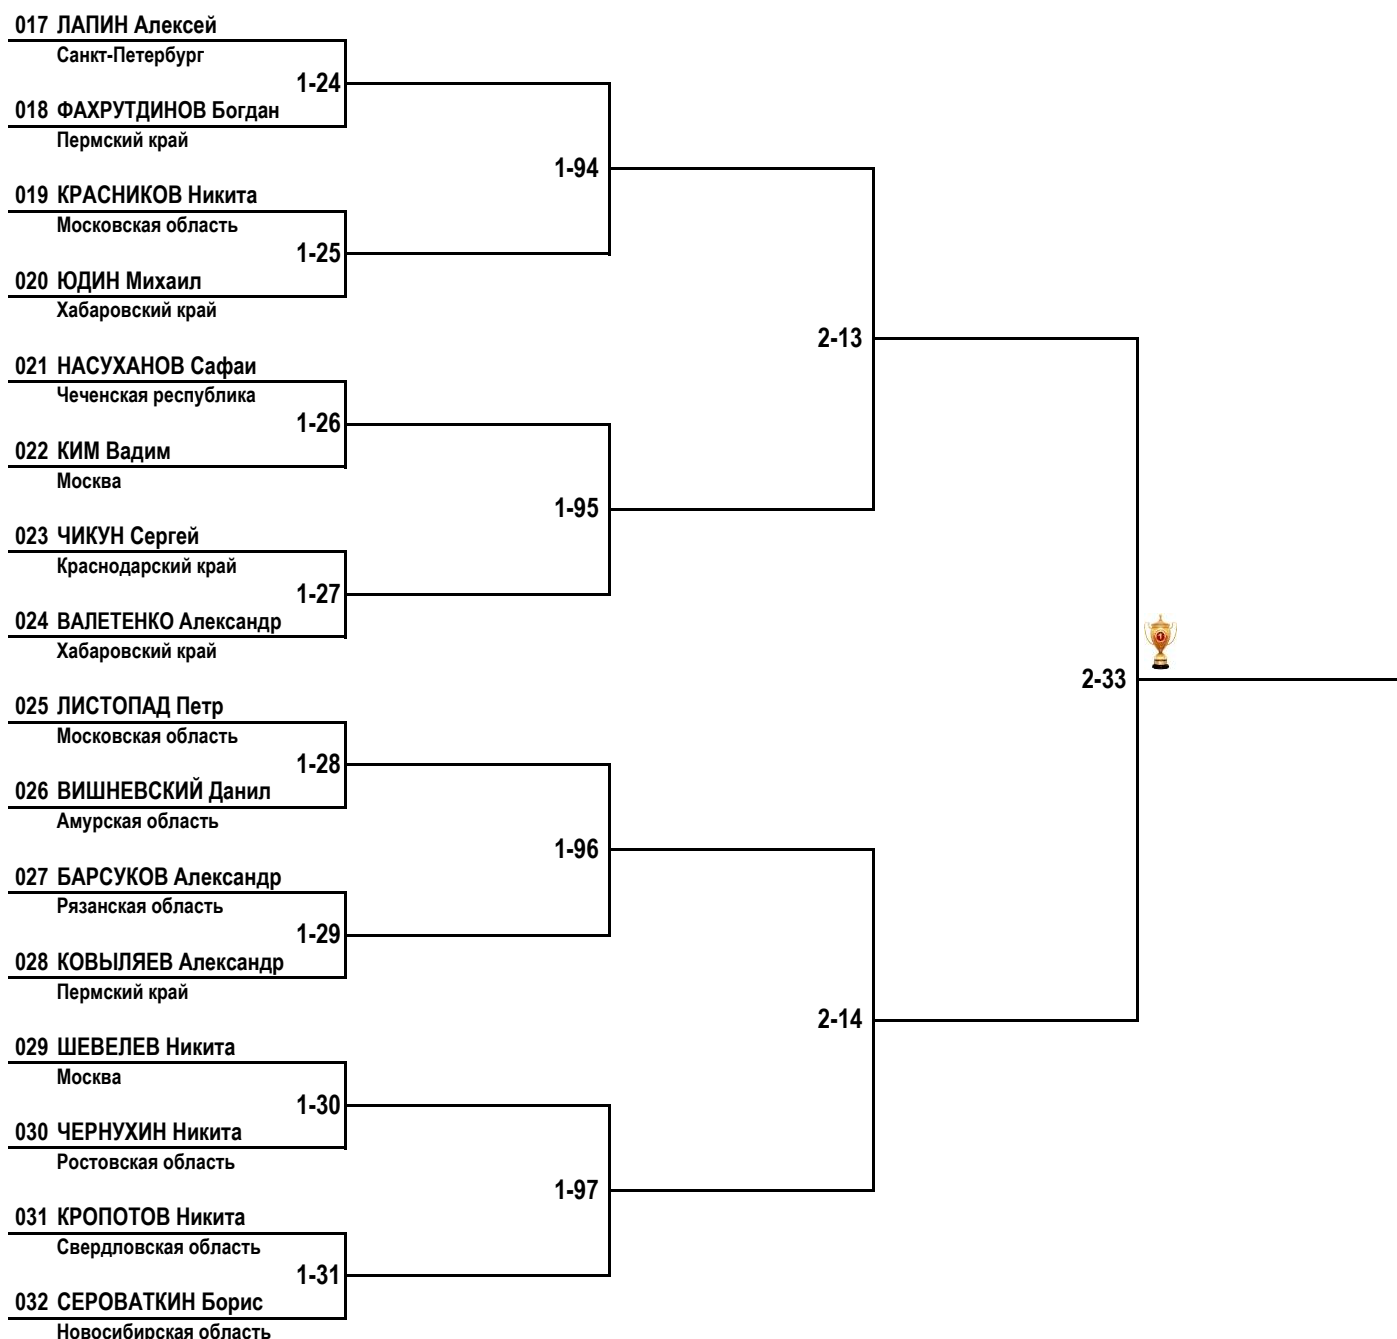 017 ЛАПИН Алексей
Санкт-Петербург
1-24
018 ФАХРУТДИНОВ Богдан
Пермский край
1-94
019 КРАСНИКОВ Никита
Московская область
1-25
020 ЮДИН Михаил
Хабаровский край
2-13
021 НАСУХАНОВ Сафаи
Чеченская республика
1-26
022 КИМ Вадим
Москва
1-95
023 ЧИКУН Сергей
Краснодарский край
1-27
024 ВАЛЕТЕНКО Александр
Хабаровский край
2-33
025 ЛИСТОПАД Петр
Московская область
1-28
026 ВИШНЕВСКИЙ Данил
Амурская область
1-96
027 БАРСУКОВ Александр
Рязанская область
1-29
028 КОВЫЛЯЕВ Александр
Пермский край
2-14
029 ШЕВЕЛЕВ Никита
Москва
1-30
030 ЧЕРНУХИН Никита
Ростовская область
1-97
031 КРОПОТОВ Никита
Свердловская область
1-31
032 СЕРОВАТКИН Борис
Новосибирская область